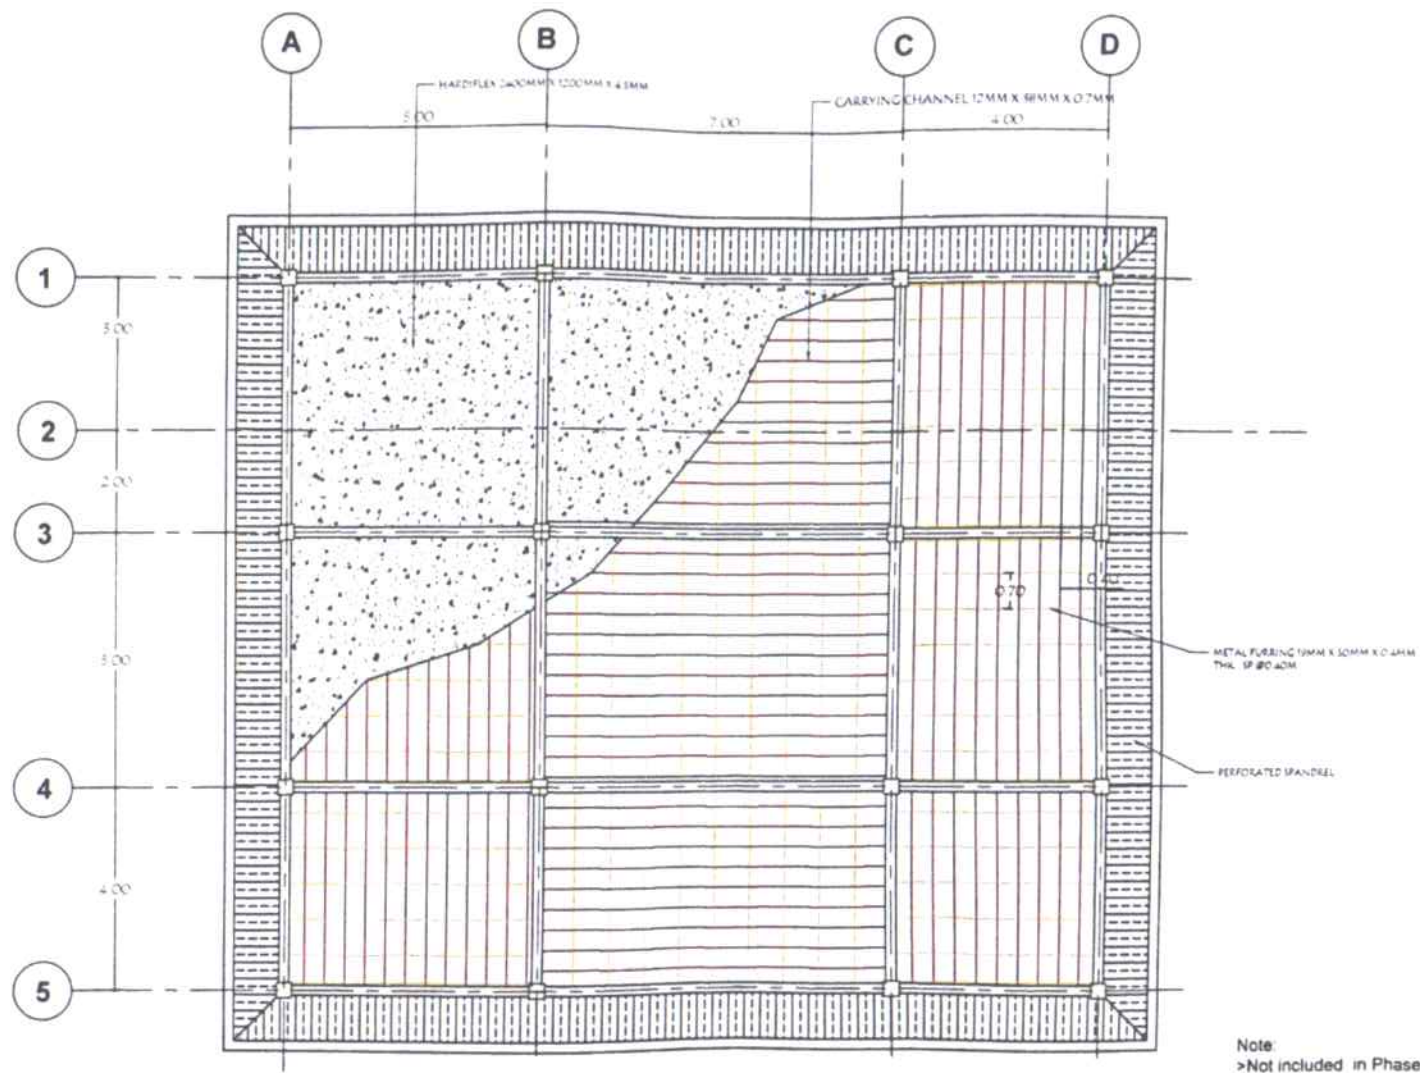 A
B
C
D
HARDIFLEX 2400MM X 1200MM X 4.5MM
CARRYING CHANNEL 12MM X 38MM X 0.7MM
5.00
7.00
4.00
1
3.00
2
2.00
3
0.40
0.70
5.00
METAL FURRING 19MM X 50MM X 0.4MM
THK. SP @0.40M
4
PERFORATED SPANDREL
4.00
5
Note:
>Not included in Phase